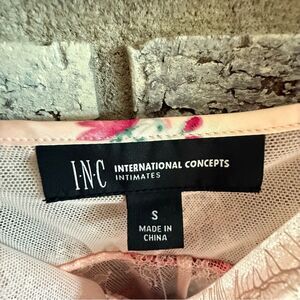 I·N·C INTERNATIONAL CONCEPTS
INTIMATES
S
MADE IN
CHINA